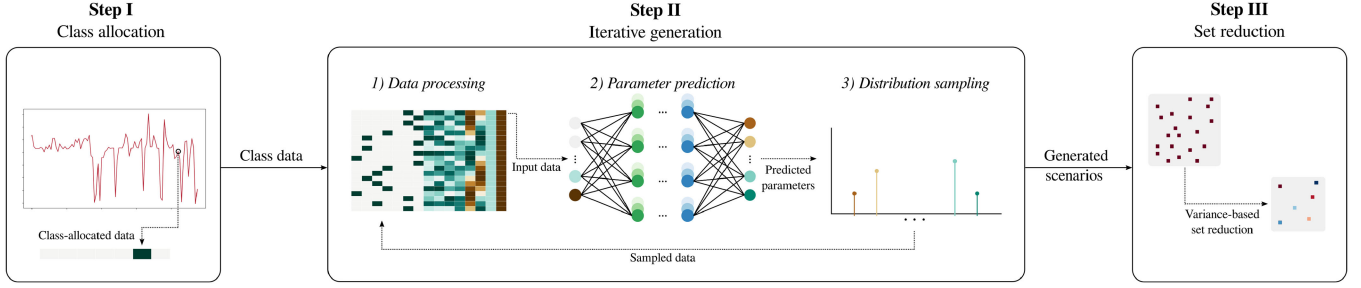 Step I
Class allocation
Class-allocated data
Class data
Step II
Iterative generation
1) Data processing
2) Parameter prediction
3) Distribution sampling
Input data
...
...
...
...
...
...
Predicted
parameters
...
Sampled data
Generated
scenarios
Step III
Set reduction
Variance-based
set reduction